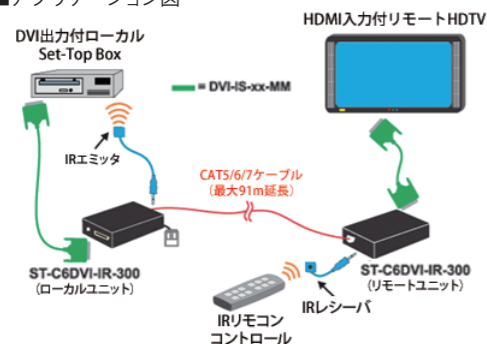 ■アプリケーション図
DVI出力付ローカル
Set-Top Box
HDMI入力付リモートHDTV
= DVI-IS-xx-MM
IRエミッタ
CAT5/6/7ケーブル
(最大91m延長)
ST-C6DVI-IR-300
(ローカルユニット)
ST-C6DVI-IR-300
(リモートユニット)
IRレシーバ
IRリモコン
コントロール